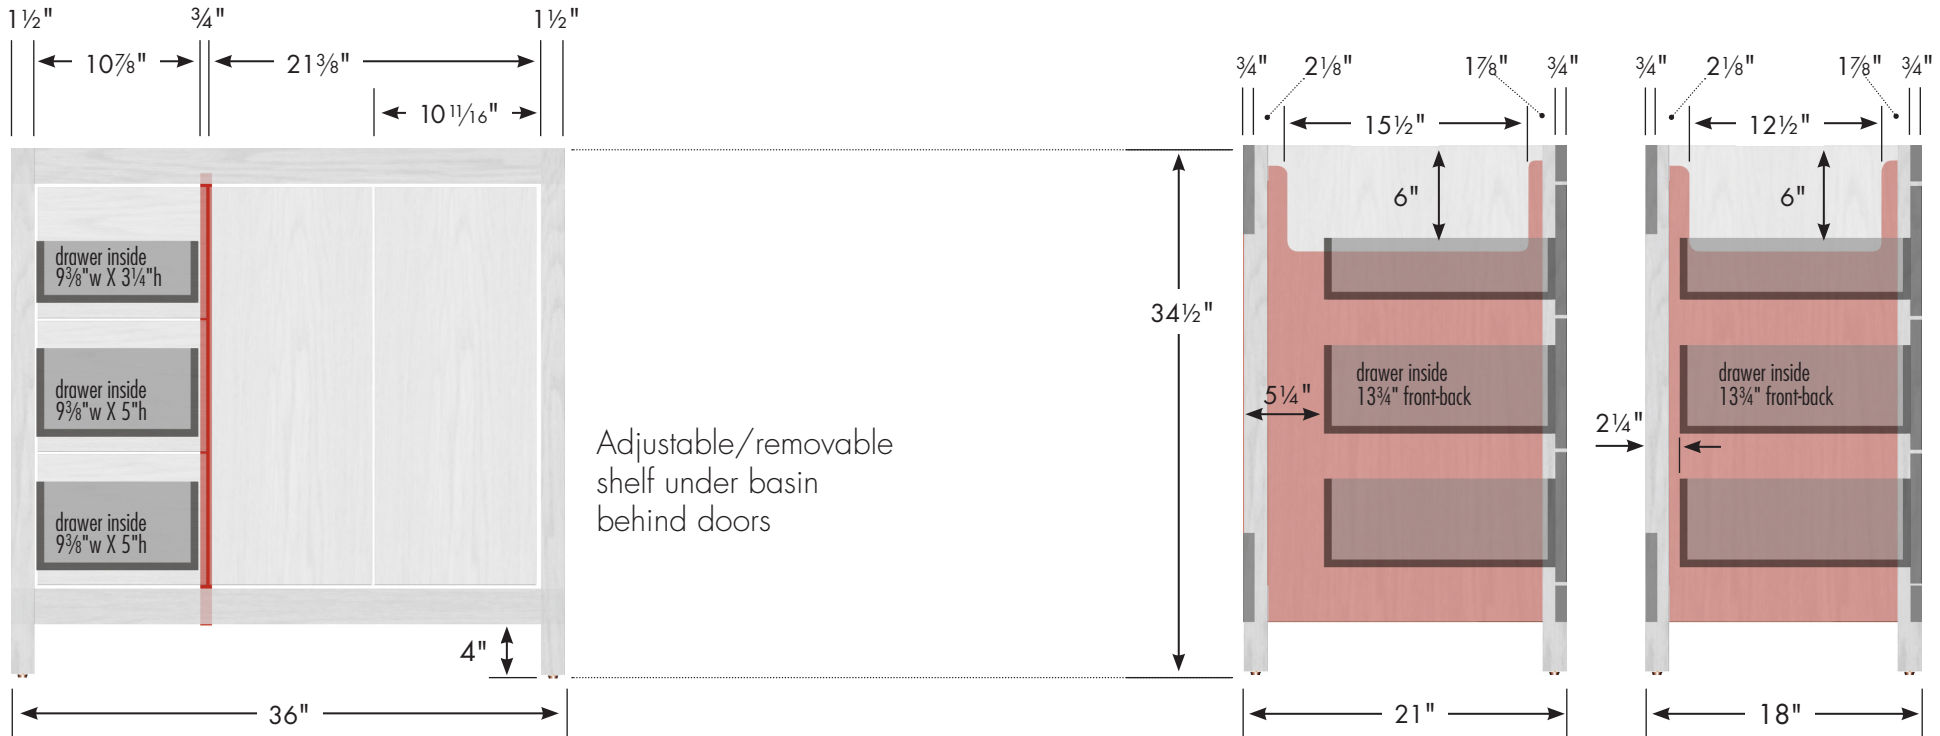 1½" ¾" 1½"
10⅞" 21⅜"
10 11/16"
drawer inside
9⅜"w X 3¼"h
drawer inside
9⅜"w X 5"h
drawer inside
9⅜"w X 5"h
4"
36"
Adjustable/removable
shelf under basin
behind doors
34½"
¾" 2⅛" 1⅞" ¾"
15½"
6"
drawer inside
13¾" front-back
5¼"
21"
¾" 2⅛" 1⅞" ¾"
12½"
6"
drawer inside
13¾" front-back
2¼"
18"